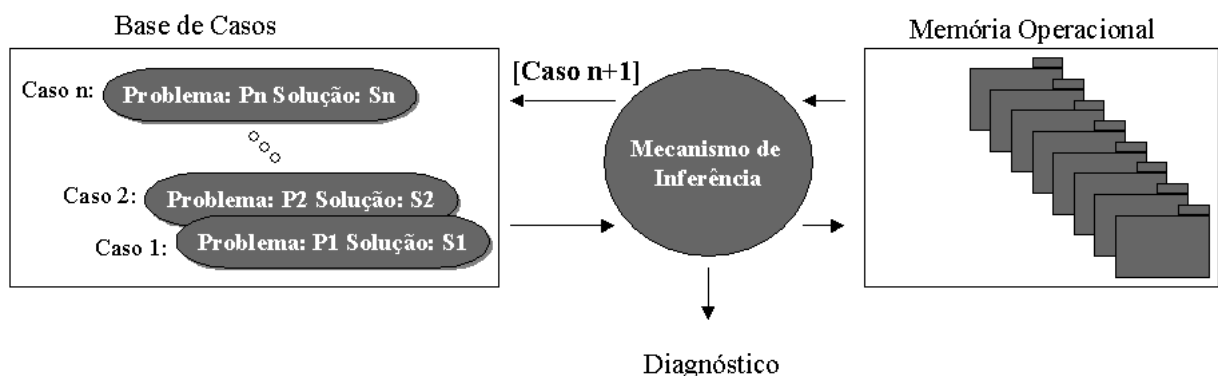 Base de Casos
Memória Operacional
Caso n:
Problema: Pn Solução: Sn
[Caso n+1]
Mecanismo de
Inferência
Caso 2:
Problema: P2 Solução: S2
Caso 1:
Problema: P1 Solução: S1
Diagnóstico